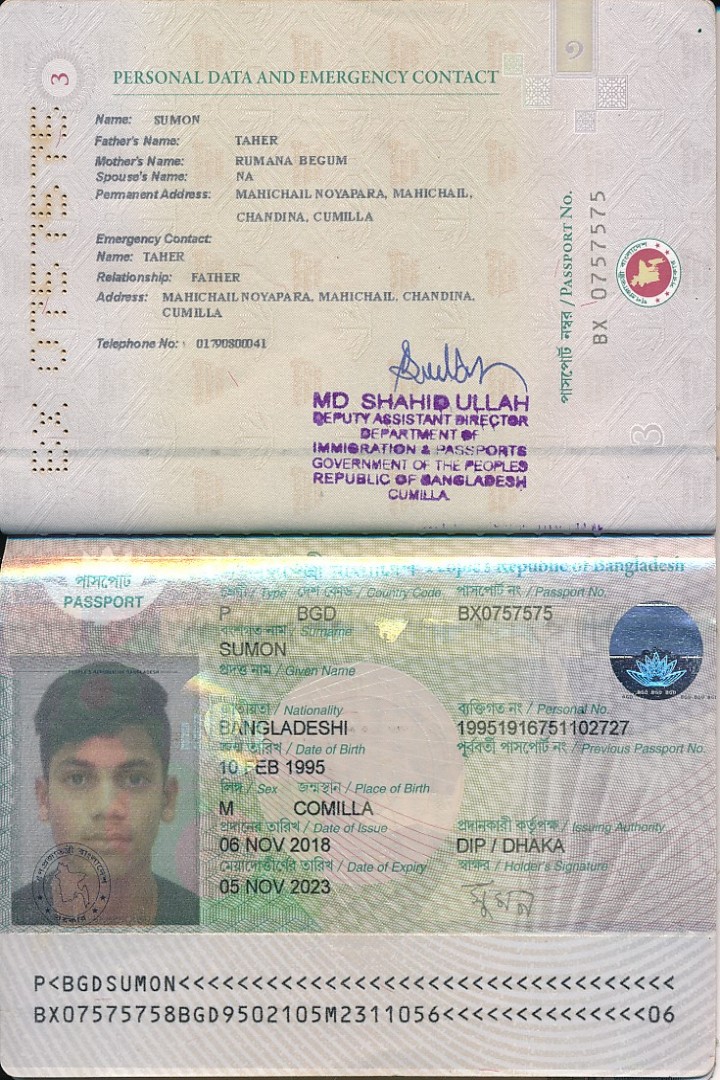 3
PERSONAL DATA AND EMERGENCY CONTACT
Name: SUMON
Father's Name: TAHER
Mother's Name: RUMANA BEGUM
Spouse's Name: NA
Permanent Address: MAHICHAIL NOYAPARA, MAHICHAIL,
CHANDINA, CUMILLA
Emergency Contact:
Name: TAHER
Relationship: FATHER
Address: MAHICHAIL NOYAPARA, MAHICHAIL, CHANDINA,
CUMILLA
Telephone No: 01790800041
MD SHAHID ULLAH
DEPUTY ASSISTANT DIRECTOR
DEPARTMENT OF
IMMIGRATION & PASSPORTS
GOVERNMENT OF THE PEOPLES
REPUBLIC OF BANGLADESH
CUMILLA
পাসপোর্ট নম্বর / PASSPORT No.
BX 0757575
BX 0757575
3
People's Republic of Bangladesh
পাসপোর্ট
PASSPORT
শ্রেণী / Type দেশ কোড / Country Code পাসপোর্ট নং / Passport No.
P BGD BX0757575
বংশগত নাম / Surname
SUMON
প্রদত্ত নাম / Given Name
জাতীয়তা / Nationality ব্যক্তিগত নং / Personal No.
BANGLADESHI 19951916751102727
জন্ম তারিখ / Date of Birth পূর্ববর্তী পাসপোর্ট নং / Previous Passport No.
10 FEB 1995
লিঙ্গ / Sex জন্মস্থান / Place of Birth
M COMILLA
প্রদানের তারিখ / Date of Issue প্রদানকারী কর্তৃপক্ষ / Issuing Authority
06 NOV 2018 DIP / DHAKA
মেয়াদোত্তীর্ণের তারিখ / Date of Expiry স্বাক্ষর / Holder's Signature
05 NOV 2023 সুমন
P<BGDSUMON<<<<<<<<<<<<<<<<<<<<<<<<<<<<<<<<<<
BX07575758BGD9502105M2311056<<<<<<<<<<<<<<06